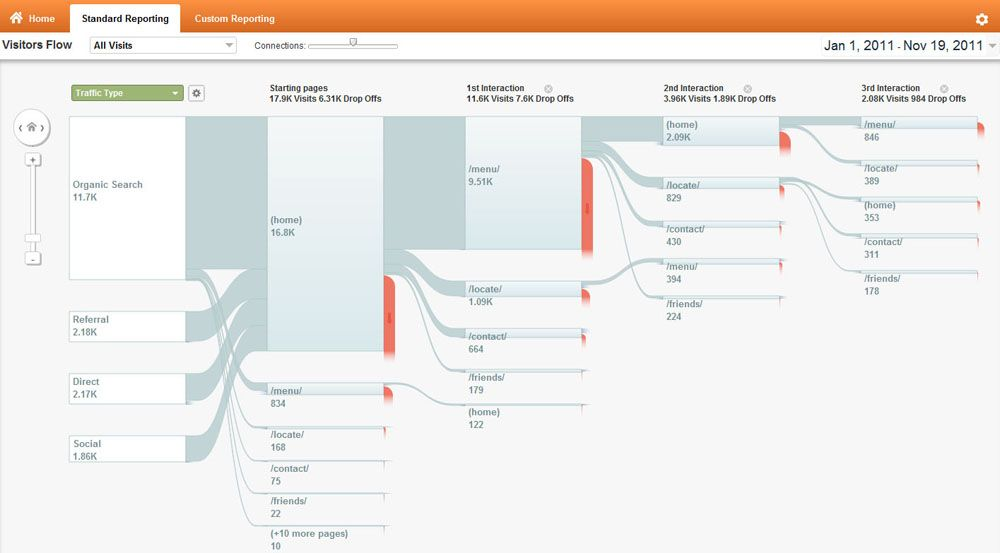 Home
Standard Reporting
Custom Reporting
Visitors Flow
All Visits
Connections:
Jan 1, 2011 - Nov 19, 2011
Traffic Type
Starting pages
17.9K Visits 6.31K Drop Offs
1st Interaction
11.6K Visits 7.6K Drop Offs
2nd Interaction
3.96K Visits 1.89K Drop Offs
3rd Interaction
2.08K Visits 984 Drop Offs
+
-
Organic Search
11.7K
Referral
2.18K
Direct
2.17K
Social
1.86K
(home)
16.8K
/menu/
834
/locate/
168
/contact/
75
/friends/
22
(+10 more pages)
10
/menu/
9.51K
/locate/
1.09K
/contact/
664
/friends/
179
(home)
122
(home)
2.09K
/locate/
829
/contact/
430
/menu/
394
/friends/
224
/menu/
846
/locate/
389
(home)
353
/contact/
311
/friends/
178